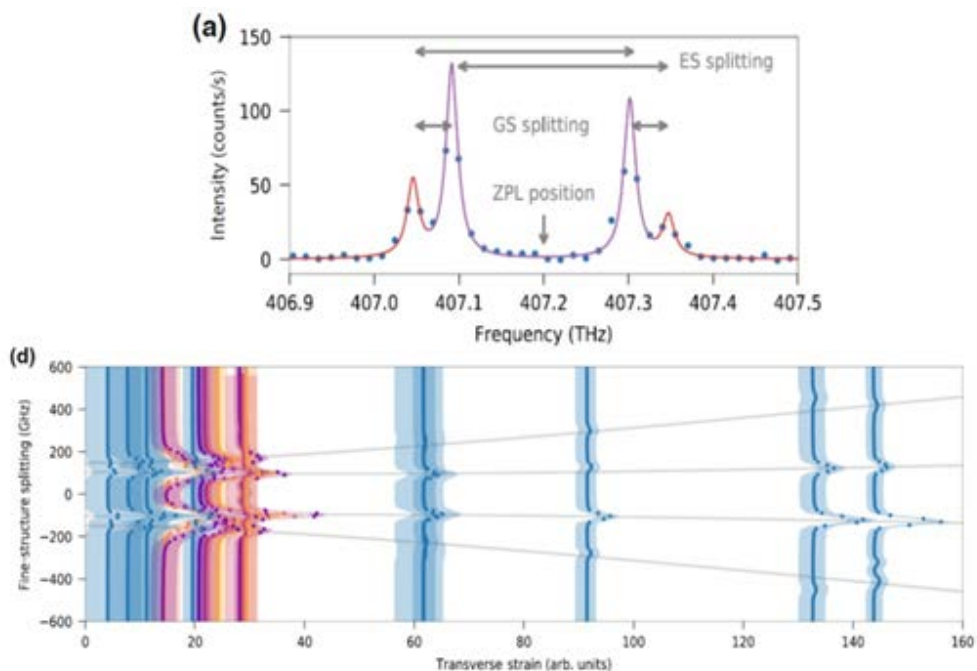 (a)
150
100
50
0
Intensity (counts/s)
ES splitting
GS splitting
ZPL position
406.9 407.0 407.1 407.2 407.3 407.4 407.5
Frequency (THz)
(d)
600
400
200
0
−200
−400
−600
Fine-structure splitting (GHz)
0 20 40 60 80 100 120 140 160
Transverse strain (arb. units)